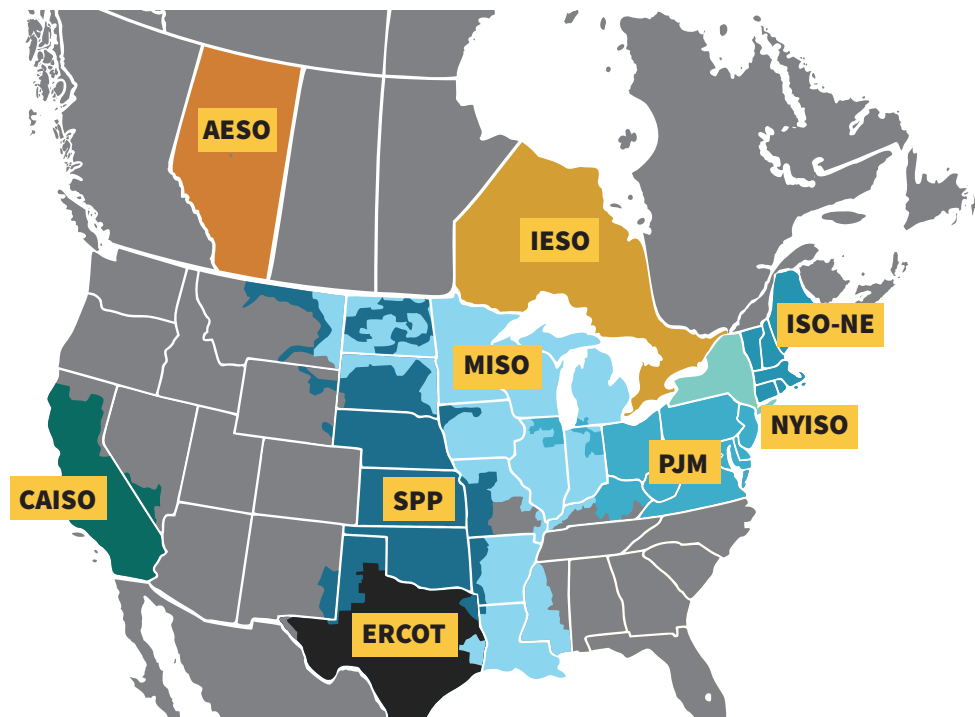 AESO
IESO
ISO-NE
MISO
NYISO
PJM
CAISO
SPP
ERCOT